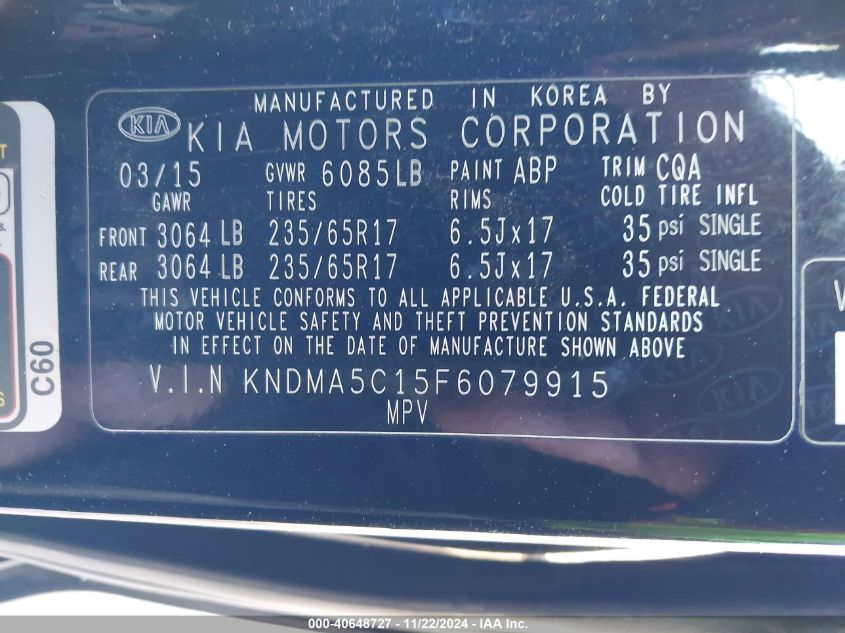 MANUFACTURED IN KOREA BY
KIA KIA MOTORS CORPORATION
03/15 GVWR 6085LB PAINT ABP TRIM CQA
GAWR TIRES RIMS COLD TIRE INFL
FRONT 3064 LB 235/65R17 6.5Jx17 35 psi SINGLE
REAR 3064 LB 235/65R17 6.5Jx17 35 psi SINGLE
THIS VEHICLE CONFORMS TO ALL APPLICABLE U.S.A. FEDERAL
MOTOR VEHICLE SAFETY AND THEFT PREVENTION STANDARDS
IN EFFECT ON THE DATE OF MANUFACTURE SHOWN ABOVE
V.I.N KNDMA5C15F6079915
MPV
C60
000-40648727 - 11/22/2024 - IAA Inc.